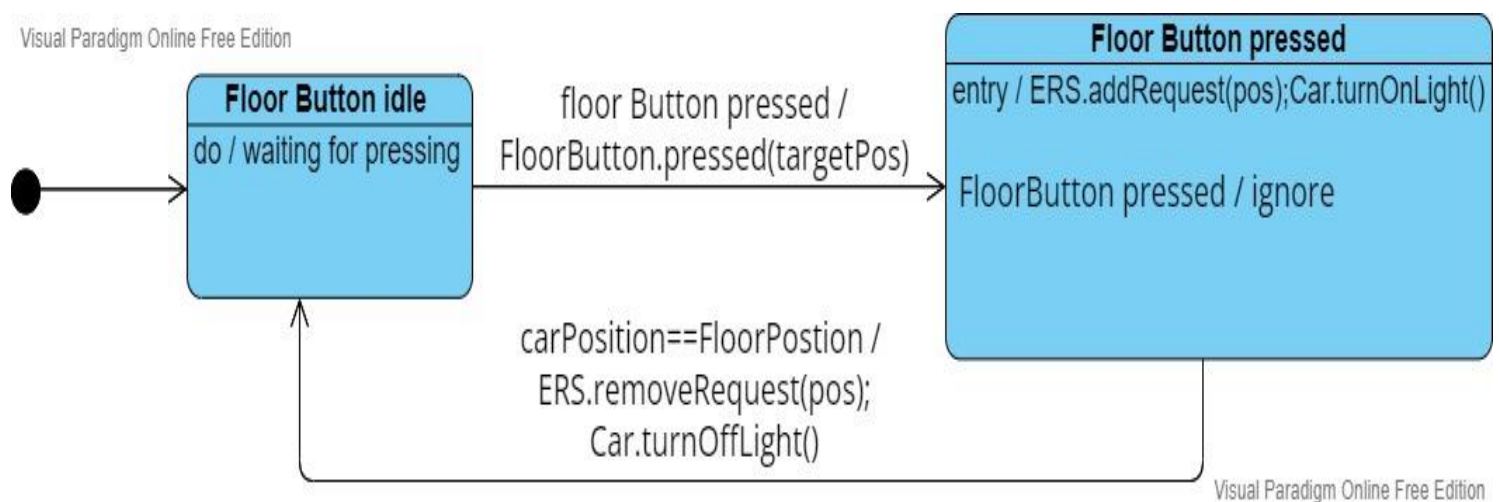 Visual Paradigm Online Free Edition
Floor Button idle
do / waiting for pressing
floor Button pressed /
FloorButton.pressed(targetPos)
Floor Button pressed
entry / ERS.addRequest(pos);Car.turnOnLight()
FloorButton pressed / ignore
carPosition==FloorPostion /
ERS.removeRequest(pos);
Car.turnOffLight()
Visual Paradigm Online Free Edition